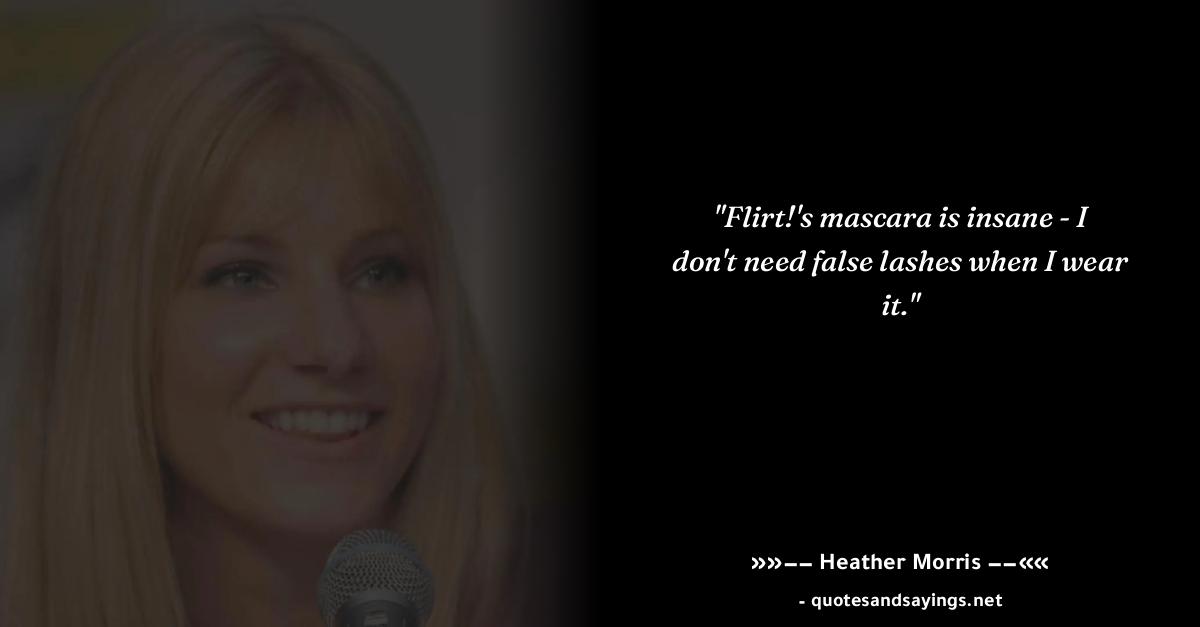 "Flirt!'s mascara is insane - I
don't need false lashes when I wear
it."
»»—— Heather Morris ——««
- quotesandsayings.net